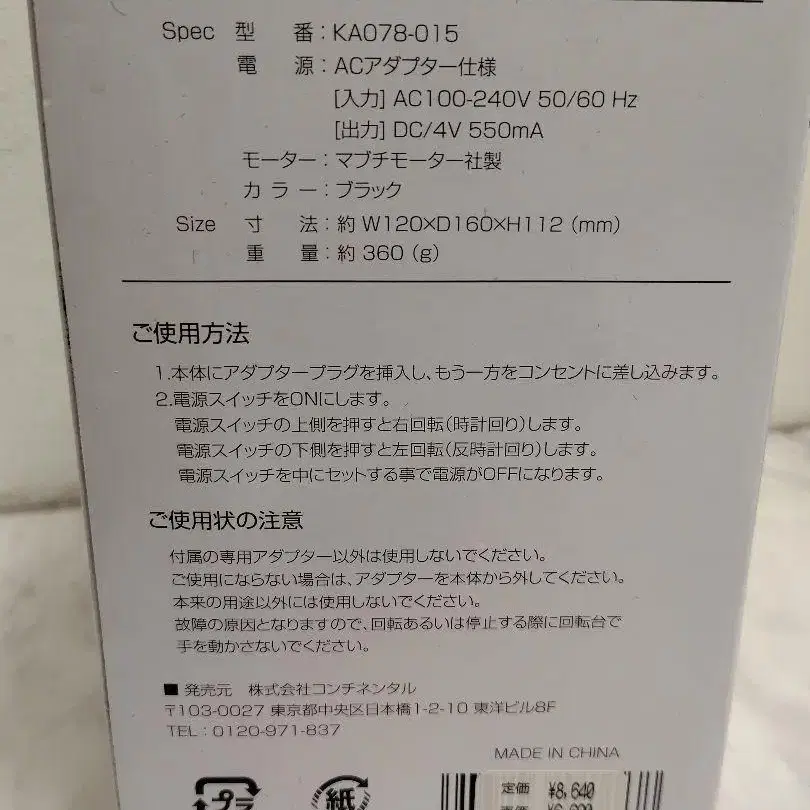 Spec 型 番：KA078-015
電 源：ACアダプター仕様
[入力] AC100-240V 50/60 Hz
[出力] DC/4V 550mA
モーター：マブチモーター社製
カラー：ブラック
Size 寸 法：約 W120×D160×H112 (mm)
重 量：約 360 (g)
ご使用方法
1.本体にアダプタープラグを挿入し、もう一方をコンセントに差し込みます。
2.電源スイッチをONにします。
電源スイッチの上側を押すと右回転(時計回り)します。
電源スイッチの下側を押すと左回転(反時計回り)します。
電源スイッチを中にセットする事で電源がOFFになります。
ご使用状の注意
付属の専用アダプター以外は使用しないでください。
ご使用にならない場合は、アダプターを本体から外してください。
本来の用途以外には使用しないでください。
故障の原因となりますので、回転あるいは停止する際に回転台で
手を動かさないでください。
■ 発売元 株式会社コンチネンタル
〒103-0027 東京都中央区日本橋1-2-10 東洋ビル8F
TEL：0120-971-837
MADE IN CHINA
プラ
紙
定価 ¥8,640